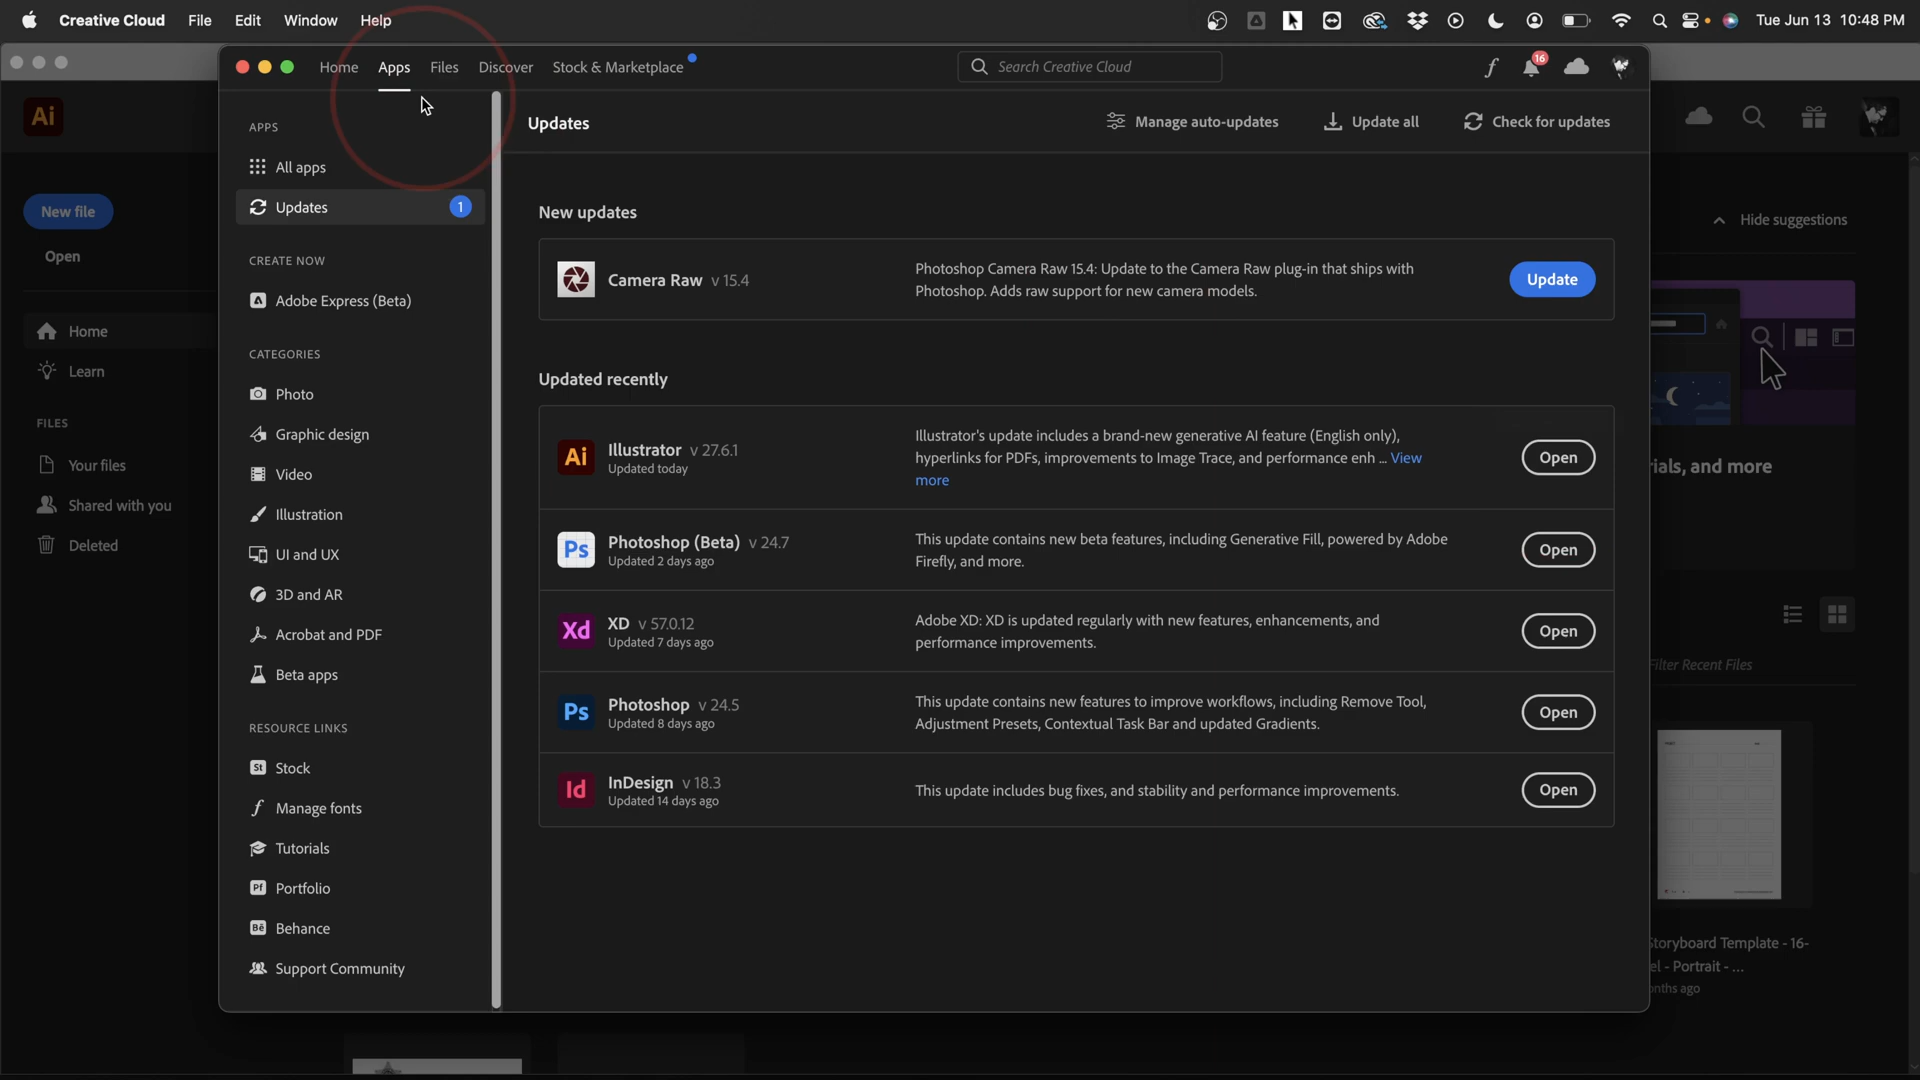 Creative Cloud File Edit Window Help
Tue Jun 13 10:48 PM
Home Apps Files Discover Stock & Marketplace
Search Creative Cloud
16
Ai
New file
Open
Home
Learn
FILES
Your files
Shared with you
Deleted
APPS
All apps
Updates 1
CREATE NOW
Adobe Express (Beta)
CATEGORIES
Photo
Graphic design
Video
Illustration
UI and UX
3D and AR
Acrobat and PDF
Beta apps
RESOURCE LINKS
St Stock
Manage fonts
Tutorials
Pf Portfolio
Bē Behance
Support Community
Updates
Manage auto-updates
Update all
Check for updates
New updates
Camera Raw v 15.4
Photoshop Camera Raw 15.4: Update to the Camera Raw plug-in that ships with
Photoshop. Adds raw support for new camera models.
Update
Updated recently
Ai
Illustrator v 27.6.1
Updated today
Illustrator's update includes a brand-new generative AI feature (English only),
hyperlinks for PDFs, improvements to Image Trace, and performance enh ... View
more
Open
Ps
Photoshop (Beta) v 24.7
Updated 2 days ago
This update contains new beta features, including Generative Fill, powered by Adobe
Firefly, and more.
Open
Xd
XD v 57.0.12
Updated 7 days ago
Adobe XD: XD is updated regularly with new features, enhancements, and
performance improvements.
Open
Ps
Photoshop v 24.5
Updated 8 days ago
This update contains new features to improve workflows, including Remove Tool,
Adjustment Presets, Contextual Task Bar and updated Gradients.
Open
Id
InDesign v 18.3
Updated 14 days ago
This update includes bug fixes, and stability and performance improvements.
Open
Hide suggestions
ials, and more
Filter Recent Files
Storyboard Template - 16-
el - Portrait - ...
onths ago